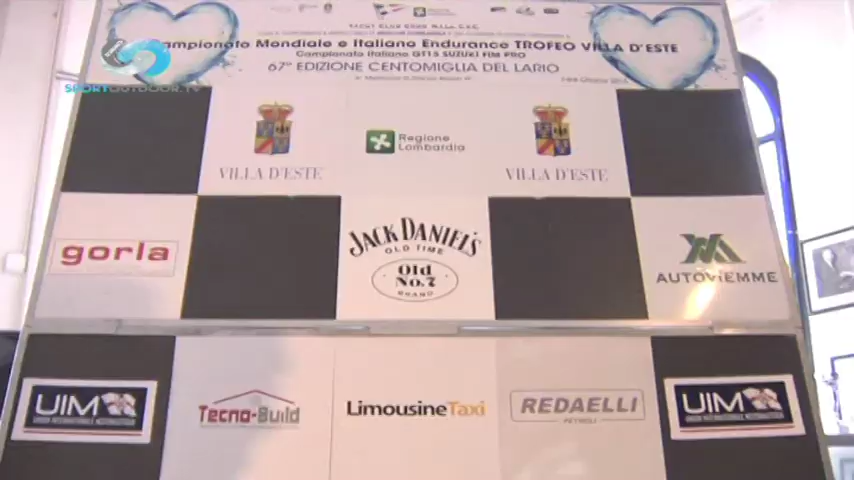 Campionato Mondiale e Italiano Endurance TROFEO VILLA D'ESTE
Campionato Italiano GT15 SUZUKI FIM PRO
67° EDIZIONE CENTOMIGLIA DEL LARIO
SPORTOUTDOOR.TV
VILLA D'ESTE
Regione
Lombardia
VILLA D'ESTE
gorla
JACK DANIEL'S
OLD TIME
Old
No. 7
BRAND
AUTOVIEMME
UIM
Tecno-Build
LimousineTaxi
REDAELLI
PETROLI
UIM